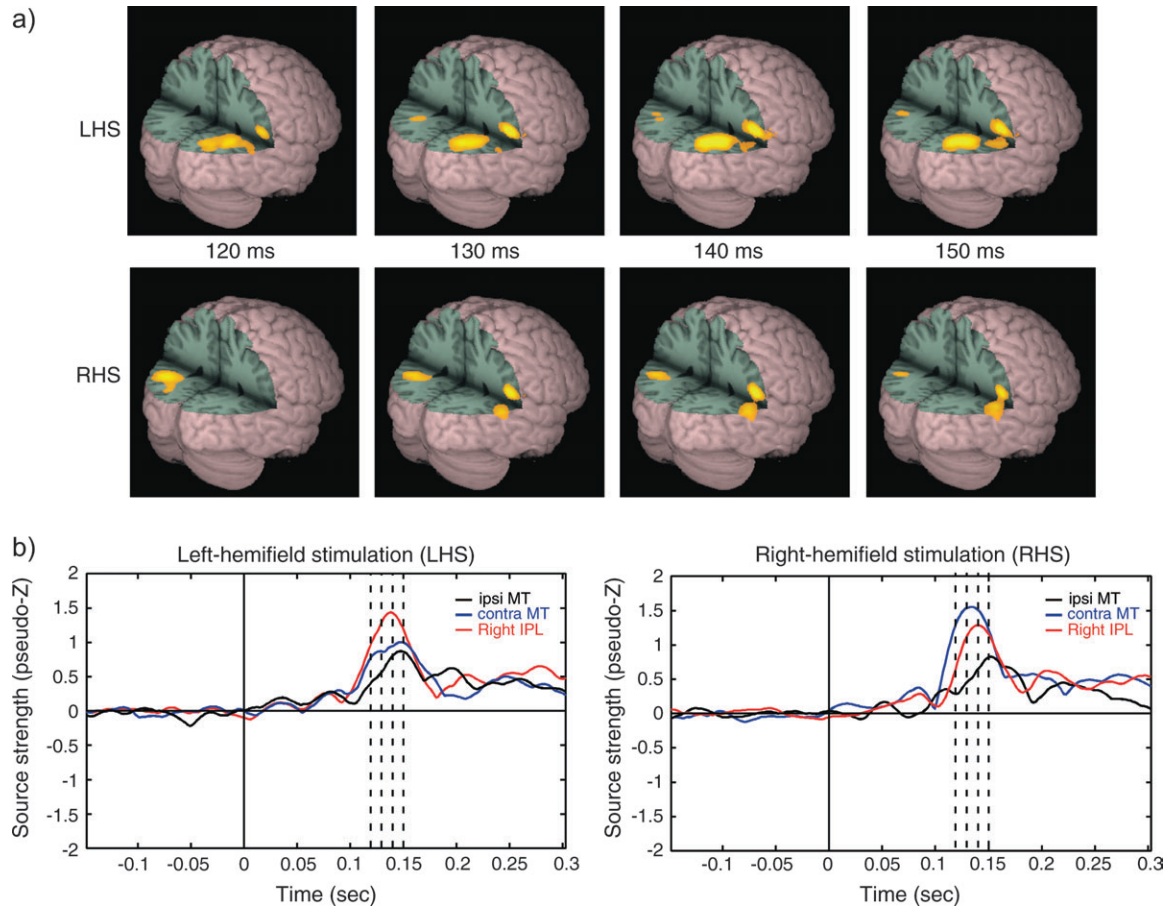 a)
LHS
120 ms 130 ms 140 ms 150 ms
RHS
b)
Left-hemifield stimulation (LHS)
Source strength (pseudo-Z)
2
1.5
1
0.5
0
-0.5
-1
-1.5
-2
ipsi MT
contra MT
Right IPL
-0.1 -0.05 0 0.05 0.1 0.15 0.2 0.25 0.3
Time (sec)
Right-hemifield stimulation (RHS)
Source strength (pseudo-Z)
2
1.5
1
0.5
0
-0.5
-1
-1.5
-2
ipsi MT
contra MT
Right IPL
-0.1 -0.05 0 0.05 0.1 0.15 0.2 0.25 0.3
Time (sec)